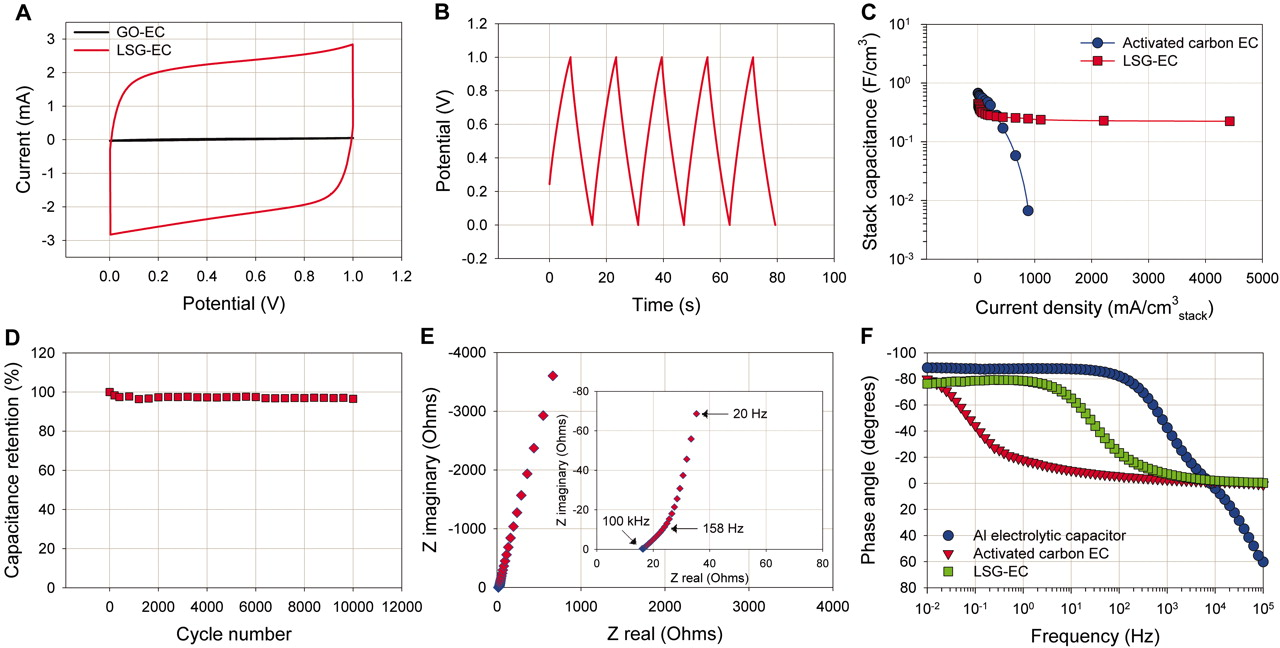 A
GO-EC
LSG-EC
3
2
1
0
-1
-2
-3
Current (mA)
0.0 0.2 0.4 0.6 0.8 1.0 1.2
Potential (V)
B
1.2
1.0
0.8
0.6
0.4
0.2
0.0
-0.2
Potential (V)
0 20 40 60 80 100
Time (s)
C
Activated carbon EC
LSG-EC
10¹
10⁰
10⁻¹
10⁻²
10⁻³
Stack capacitance (F/cm³)
0 1000 2000 3000 4000 5000
Current density (mA/cm³stack)
D
120
100
80
60
40
20
0
Capacitance retention (%)
0 2000 4000 6000 8000 10000 12000
Cycle number
E
-4000
-3000
-2000
-1000
0
Z imaginary (Ohms)
0 1000 2000 3000 4000
Z real (Ohms)
-80
-60
-40
-20
0
Z imaginary (Ohms)
20 Hz
100 kHz
158 Hz
0 20 40 60 80
Z real (Ohms)
F
-100
-80
-60
-40
-20
0
20
40
60
80
Phase angle (degrees)
Al electrolytic capacitor
Activated carbon EC
LSG-EC
10⁻² 10⁻¹ 10⁰ 10¹ 10² 10³ 10⁴ 10⁵
Frequency (Hz)